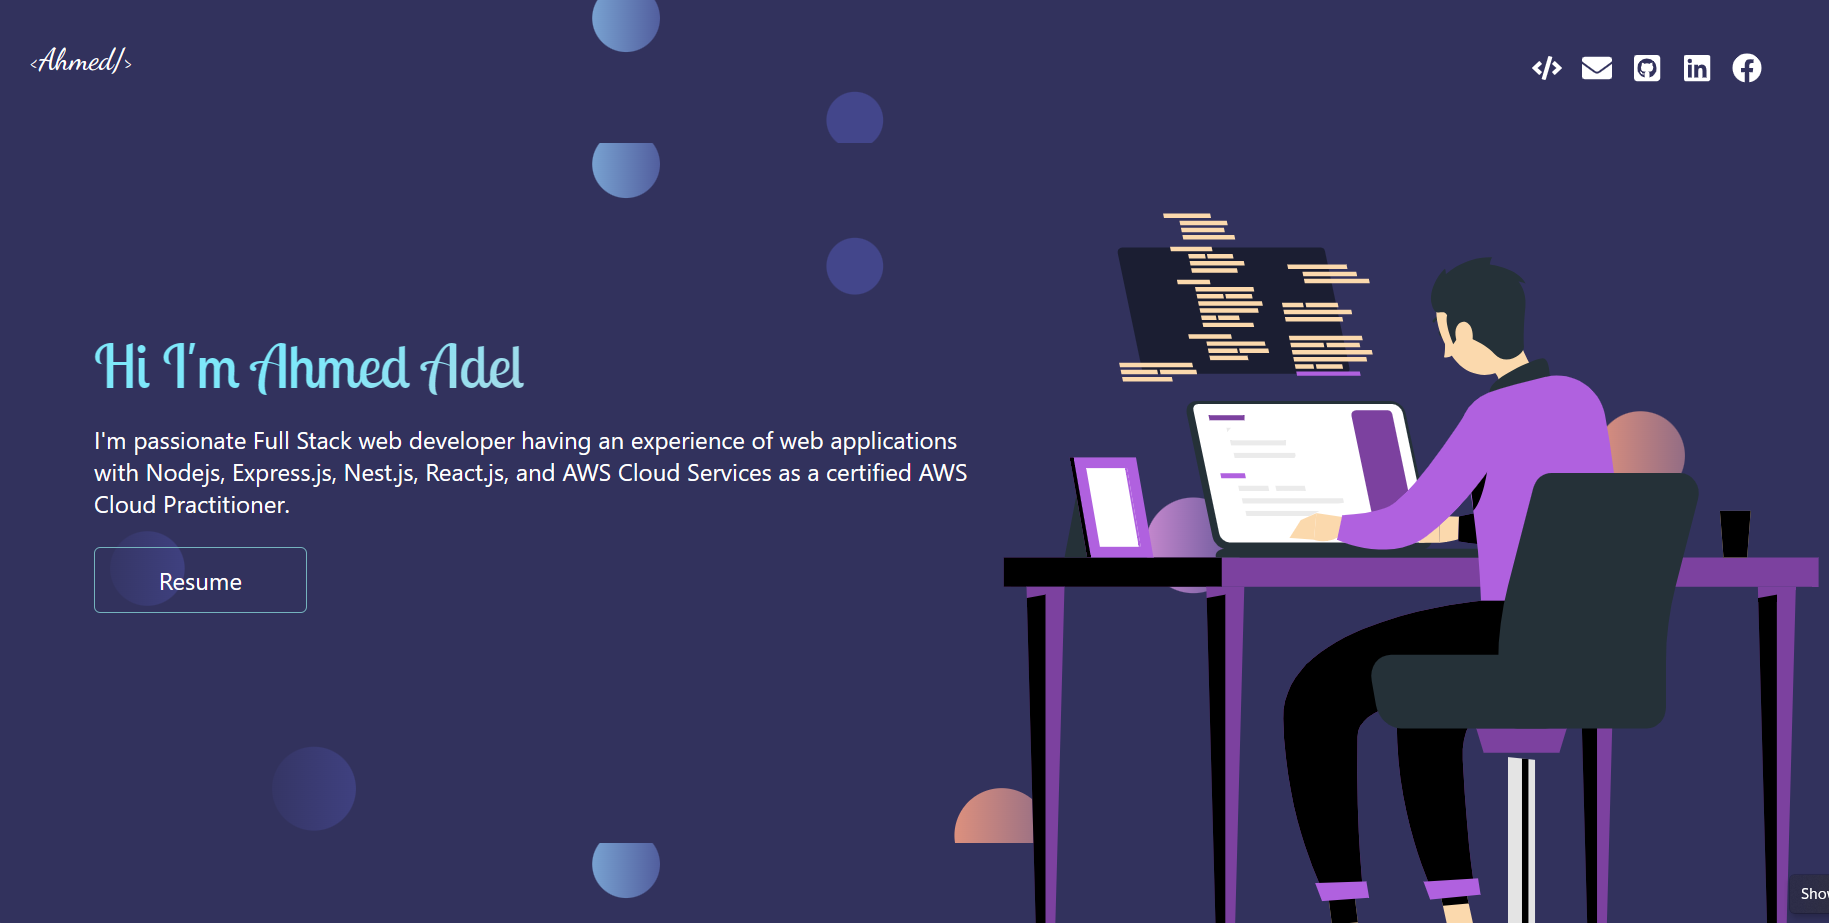 <Ahmed/>
Hi I'm Ahmed Adel
I'm passionate Full Stack web developer having an experience of web applications
with Nodejs, Express.js, Nest.js, React.js, and AWS Cloud Services as a certified AWS
Cloud Practitioner.
Resume